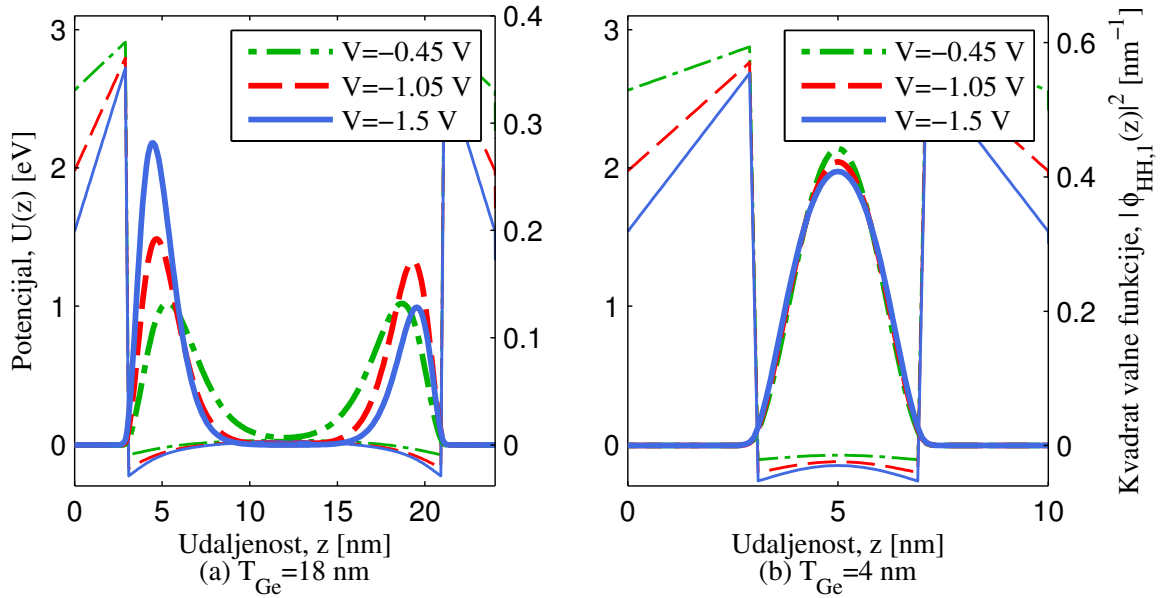 3
2
1
0
0.4
0.3
0.2
0.1
0
V=−0.45 V
V=−1.05 V
V=−1.5 V
Potencijal, U(z) [eV]
0 5 10 15 20
Udaljenost, z [nm]
(a) T_Ge=18 nm
3
2
1
0
0.6
0.4
0.2
0
V=−0.45 V
V=−1.05 V
V=−1.5 V
Kvadrat valne funkcije, |ϕ_HH,1(z)|² [nm⁻¹]
0 5 10
Udaljenost, z [nm]
(b) T_Ge=4 nm